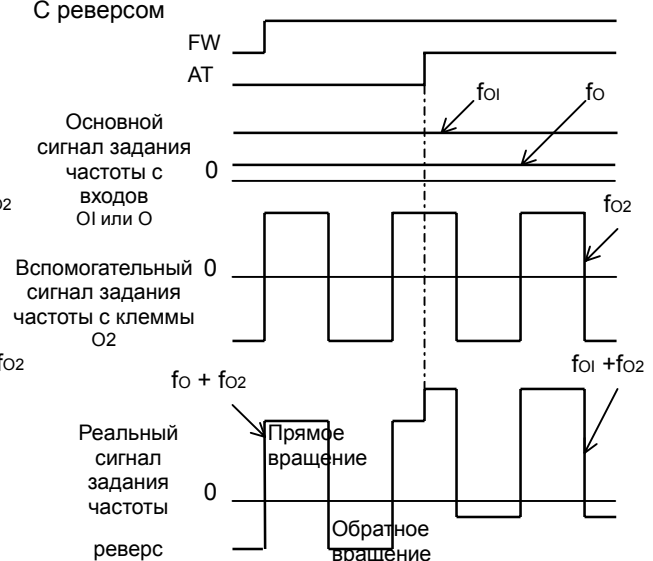 С реверсом
FW
AT
fOI
fO
Основной
сигнал задания
частоты с
входов
OI или O
0
O2
fO2
Вспомогательный
сигнал задания
частоты с клеммы
O2
0
fO2
fO + fO2
fOI +fO2
Реальный
сигнал
задания
частоты
0
Прямое
вращение
Обратное
вращение
реверс